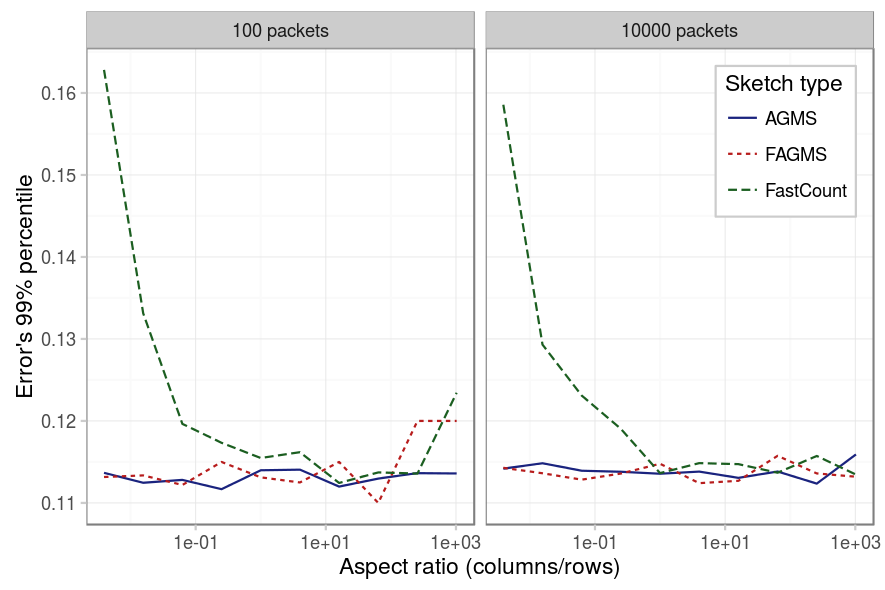 100 packets
10000 packets
Error's 99% percentile
0.16
0.15
0.14
0.13
0.12
0.11
Sketch type
AGMS
FAGMS
FastCount
1e-01
1e+01
1e+03
1e-01
1e+01
1e+03
Aspect ratio (columns/rows)